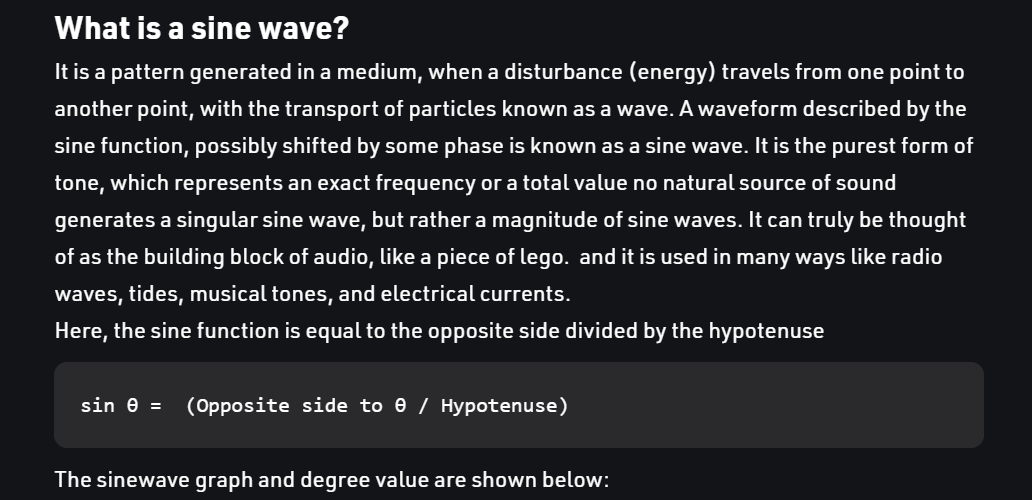 What is a sine wave?
It is a pattern generated in a medium, when a disturbance (energy) travels from one point to
another point, with the transport of particles known as a wave. A waveform described by the
sine function, possibly shifted by some phase is known as a sine wave. It is the purest form of
tone, which represents an exact frequency or a total value no natural source of sound
generates a singular sine wave, but rather a magnitude of sine waves. It can truly be thought
of as the building block of audio, like a piece of lego.  and it is used in many ways like radio
waves, tides, musical tones, and electrical currents.
Here, the sine function is equal to the opposite side divided by the hypotenuse
sin θ =  (Opposite side to θ / Hypotenuse)
The sinewave graph and degree value are shown below: